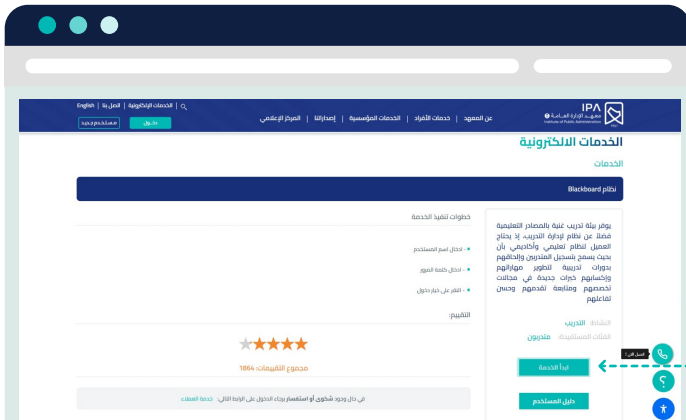 English | اتصل بنا | الخدمات الإلكترونية
مستخدم جديد
دخول
IPA
معهد الإدارة العامة
Institute of Public Administration
عن المعهد | خدمات الأفراد | الخدمات المؤسسية | إصداراتنا | المركز الإعلامي
الخدمات الالكترونية
الخدمات
نظام Blackboard
يوفر بيئة تدريب غنية بالمصادر التعليمية
فضلاً عن نظام لإدارة التدريب، إذ يحتاج
العميل لنظام تعليمي وأكاديمي بأن
بحيث يسمح بتسجيل المتدربين وإلحاقهم
بدورات تدريبية لتطوير مهاراتهم
وإكسابهم خبرات جديدة في مجالات
تخصصهم ومتابعة تقدمهم وحسن
تفاعلهم
النشاط: التدريب
الفئات المستفيدة: متدربون
ابدأ الخدمة
دليل المستخدم
خطوات تنفيذ الخدمة
- ادخال اسم المستخدم
- ادخال كلمة المرور
- النقر على خيار دخول
التقييم:
مجموع التقييمات: 1864
في حال وجود شكوى أو استفسار يرجاء الدخول على الرابط التالي: خدمة العملاء